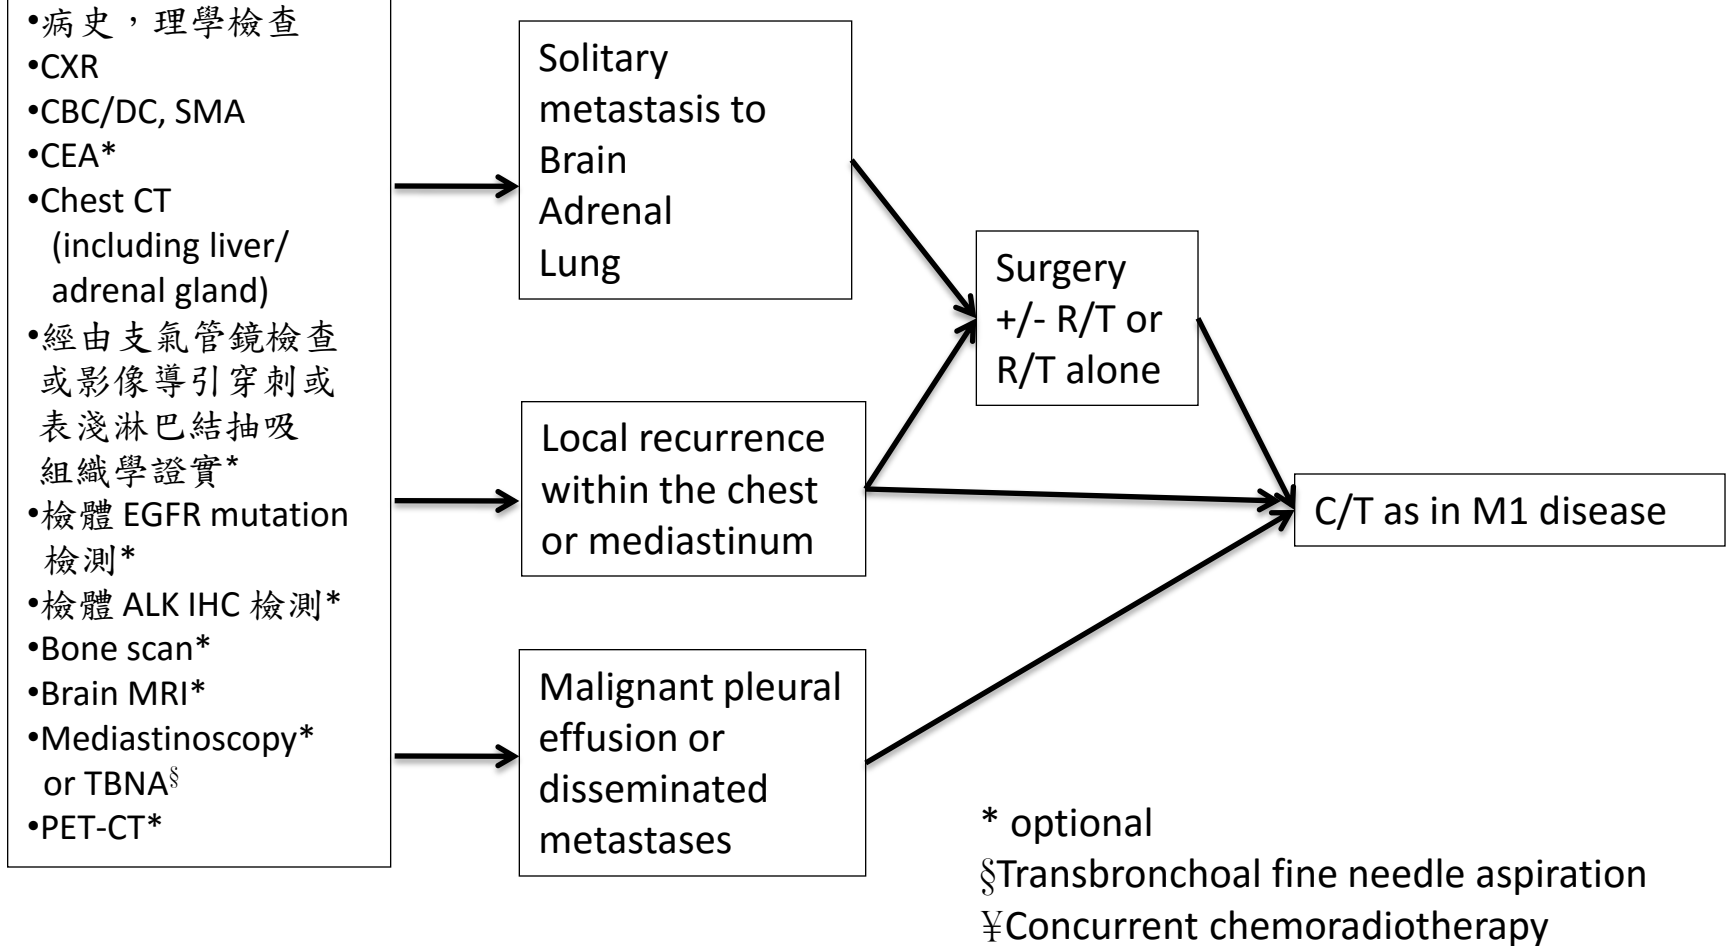 •病史，理學檢查
•CXR
•CBC/DC, SMA
•CEA*
•Chest CT
(including liver/
adrenal gland)
•經由支氣管鏡檢查
或影像導引穿刺或
表淺淋巴結抽吸
組織學證實*
•檢體 EGFR mutation
檢測*
•檢體 ALK IHC 檢測*
•Bone scan*
•Brain MRI*
•Mediastinoscopy*
or TBNA§
•PET-CT*
Solitary
metastasis to
Brain
Adrenal
Lung
Local recurrence
within the chest
or mediastinum
Malignant pleural
effusion or
disseminated
metastases
Surgery
+/- R/T or
R/T alone
C/T as in M1 disease
* optional
§Transbronchoal fine needle aspiration
¥Concurrent chemoradiotherapy